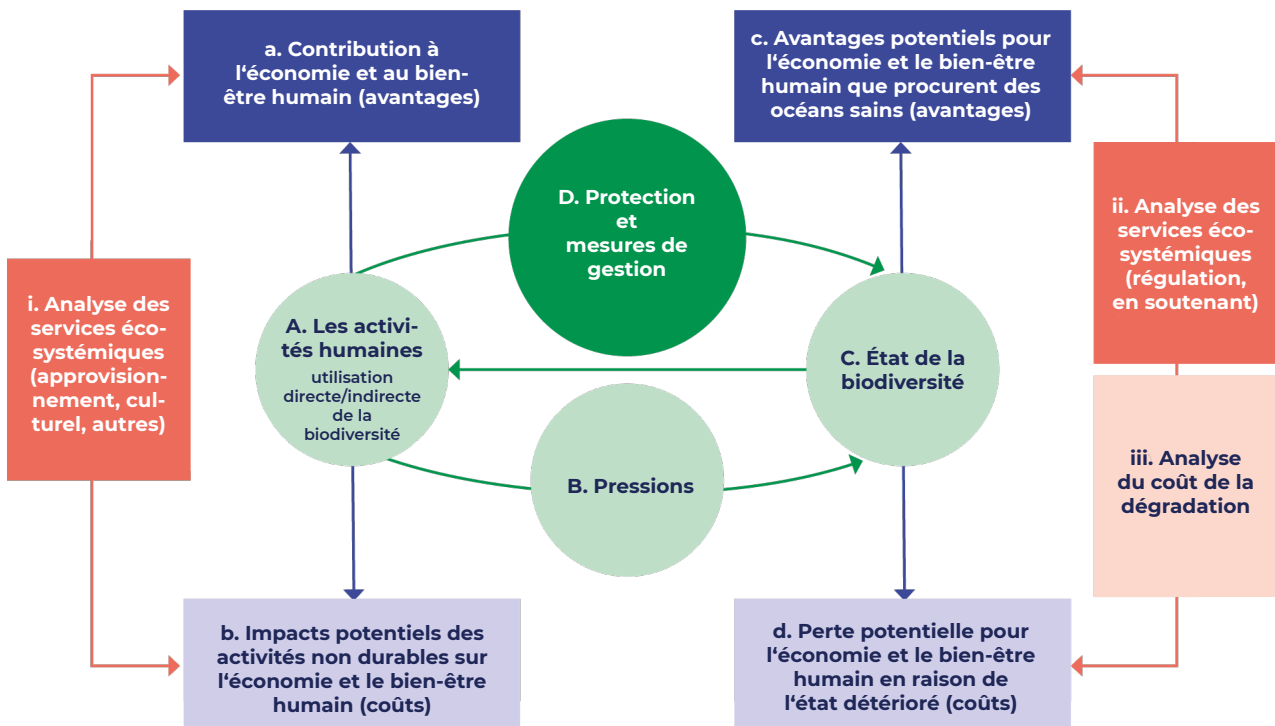 a. Contribution à
l‘économie et au bien-
être humain (avantages)
c. Avantages potentiels pour
l‘économie et le bien-être
humain que procurent des
océans sains (avantages)
D. Protection
et
mesures de
gestion
i. Analyse des
services éco-
systémiques
(approvision-
nement, cul-
turel, autres)
A. Les activi-
tés humaines
utilisation
directe/indirecte
de la
biodiversité
C. État de la
biodiversité
ii. Analyse des
services éco-
systémiques
(régulation,
en soutenant)
B. Pressions
iii. Analyse
du coût de la
dégradation
b. Impacts potentiels des
activités non durables sur
l‘économie et le bien-être
humain (coûts)
d. Perte potentielle pour
l‘économie et le bien-être
humain en raison de
l‘état détérioré (coûts)